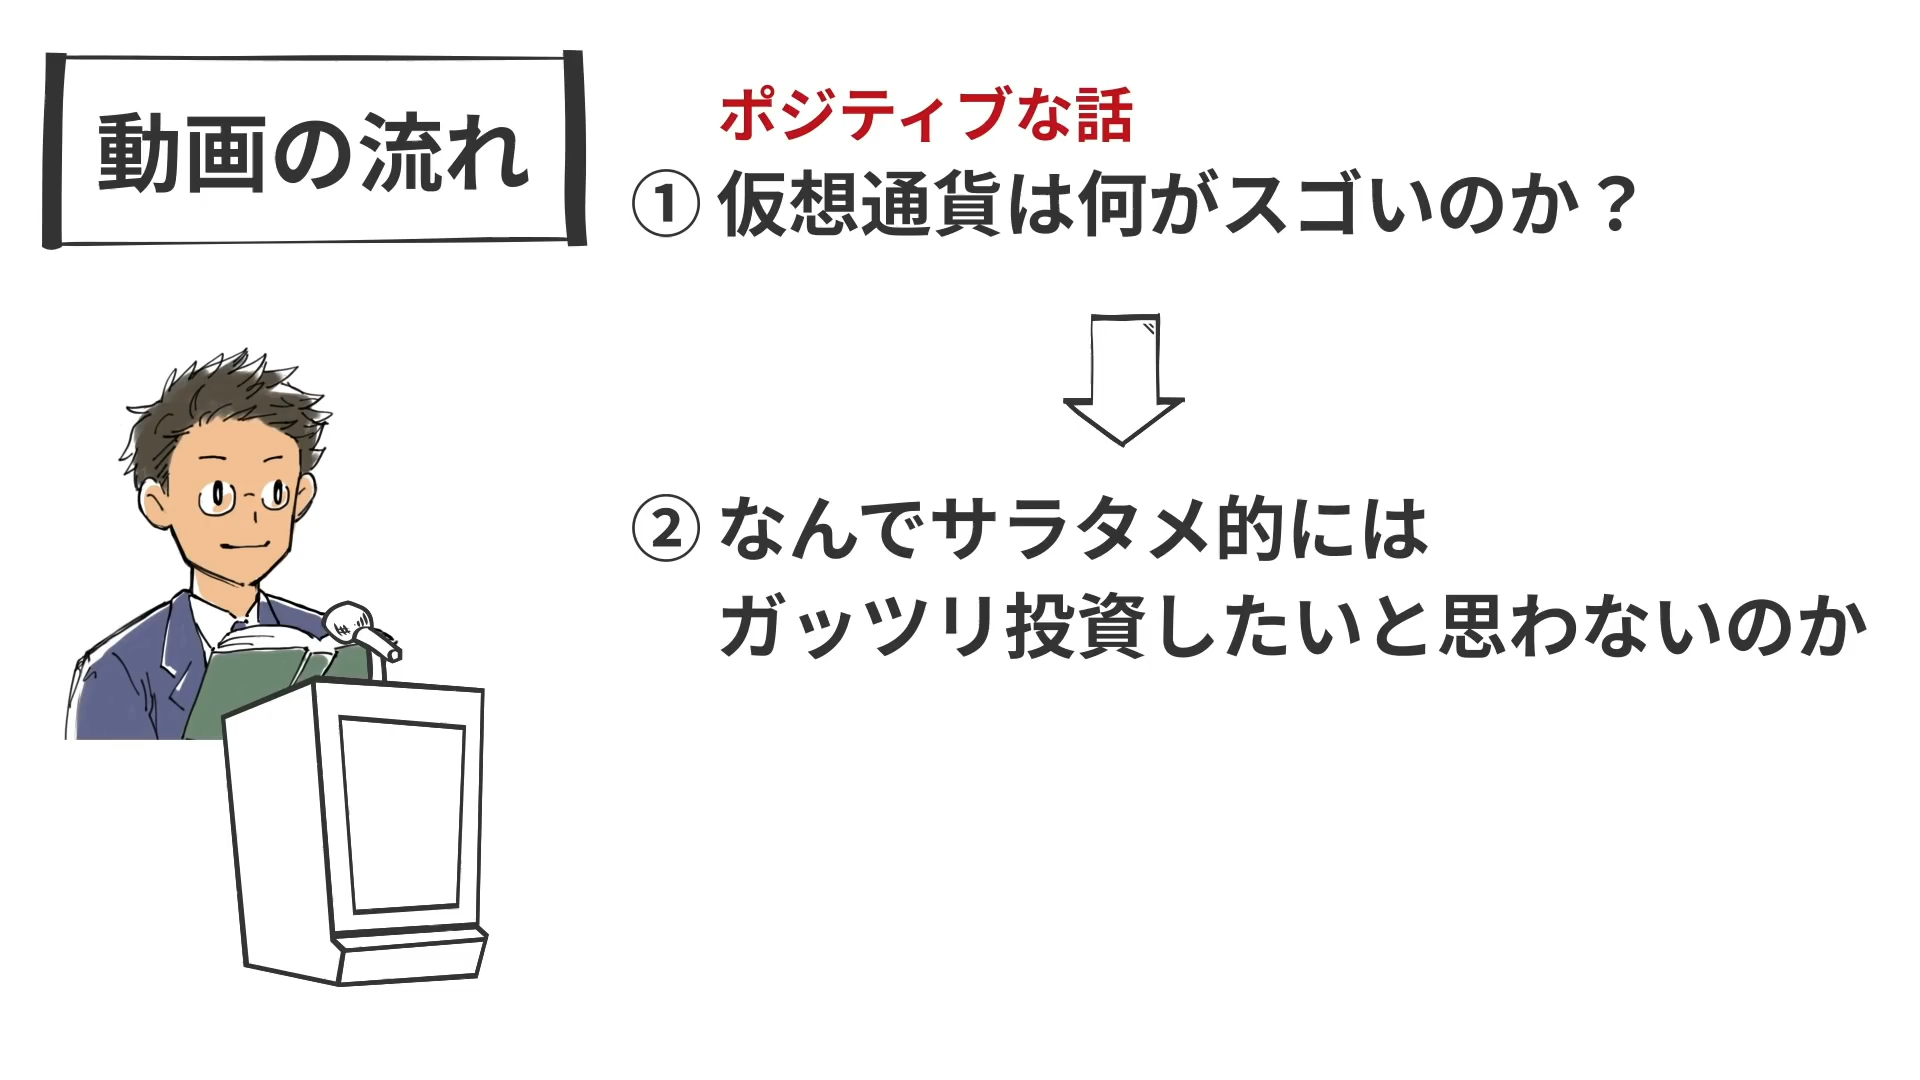 動画の流れ
ポジティブな話
① 仮想通貨は何がスゴいのか？
② なんでサラタメ的には
ガッツリ投資したいと思わないのか